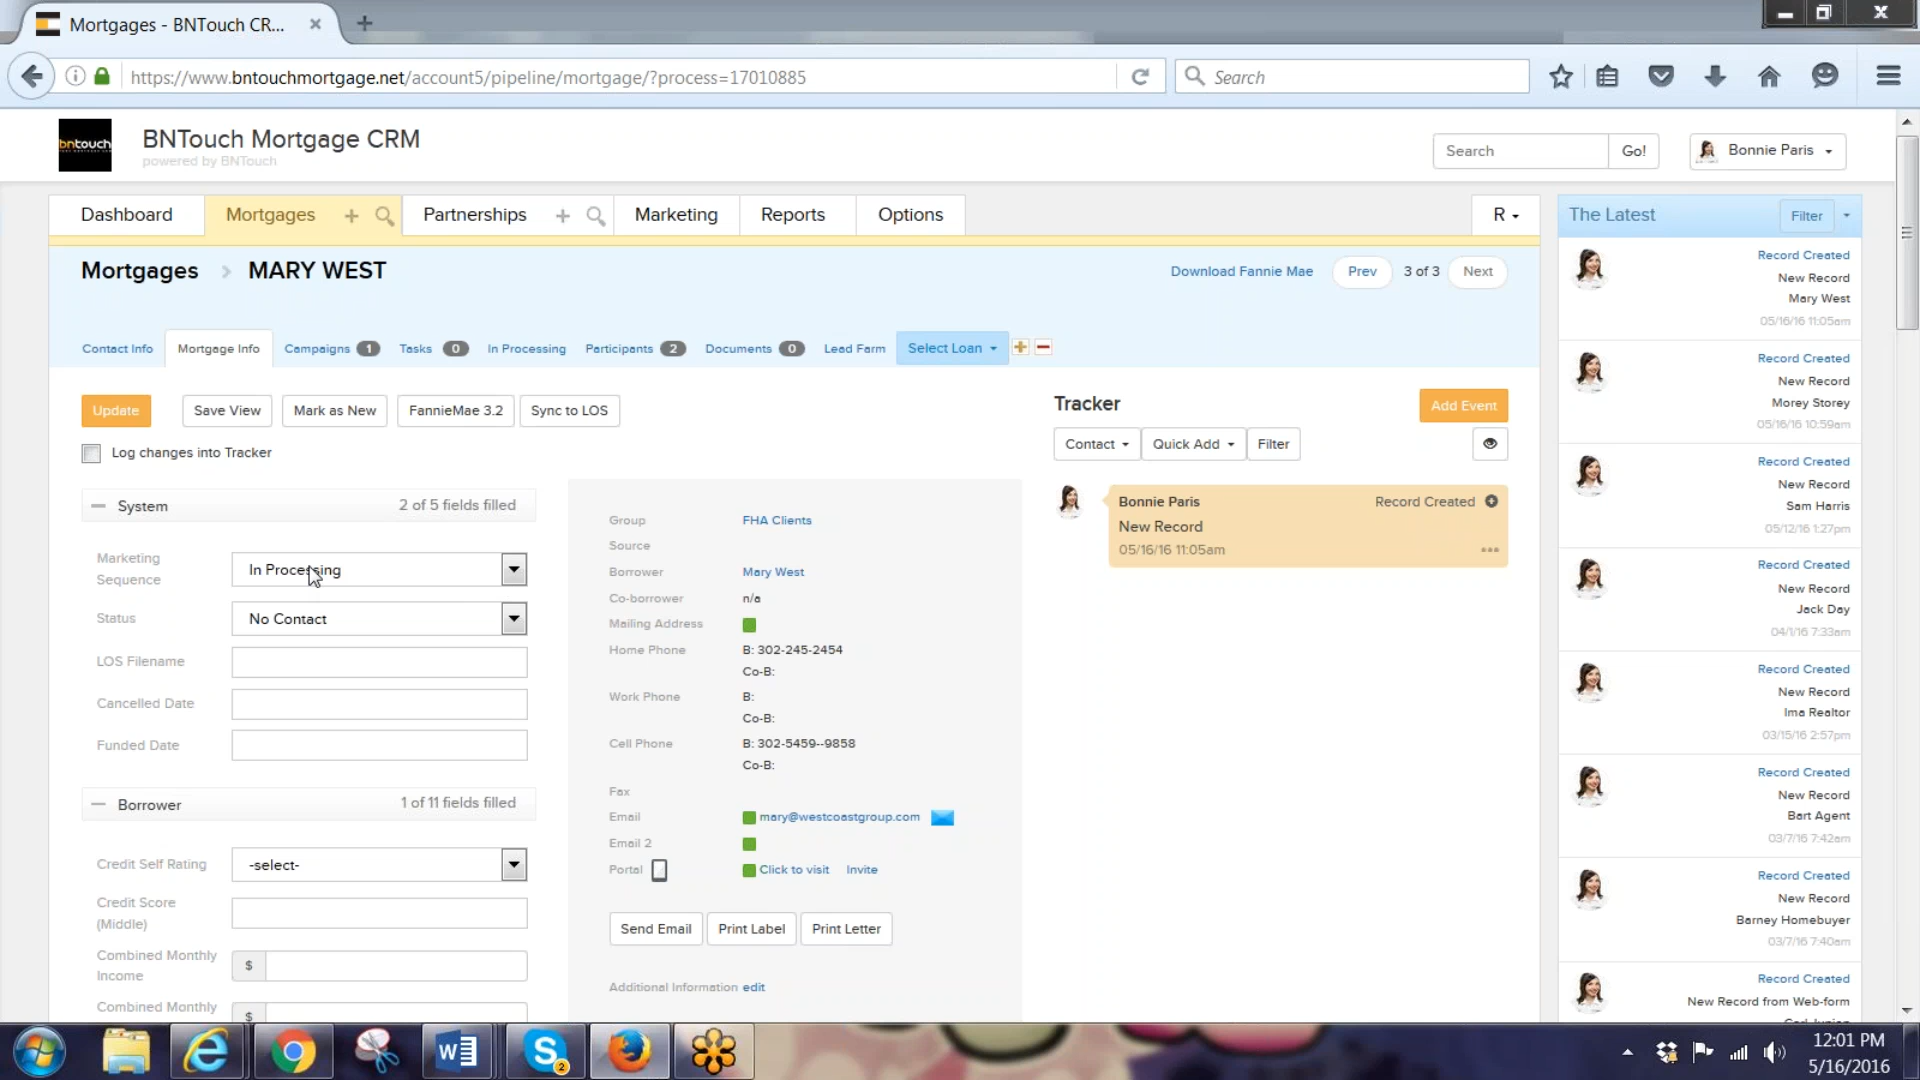 Mortgages - BNTouch CR...
https://www.bntouchmortgage.net/account5/pipeline/mortgage/?process=17010885
Search
bntouch
BNTouch Mortgage CRM
powered by BNTouch
Search
Go!
Bonnie Paris
Dashboard
Mortgages
Partnerships
Marketing
Reports
Options
R
Mortgages
MARY WEST
Download Fannie Mae
Prev
3 of 3
Next
Contact Info
Mortgage Info
Campaigns 1
Tasks 0
In Processing
Participants 2
Documents 0
Lead Farm
Select Loan
Update
Save View
Mark as New
FannieMae 3.2
Sync to LOS
Log changes into Tracker
System
2 of 5 fields filled
Marketing
Sequence
In Processing
Status
No Contact
LOS Filename
Cancelled Date
Funded Date
Borrower
1 of 11 fields filled
Credit Self Rating
-select-
Credit Score
(Middle)
Combined Monthly
Income
$
Combined Monthly
$
Group
FHA Clients
Source
Borrower
Mary West
Co-borrower
n/a
Mailing Address
Home Phone
B: 302-245-2454
Co-B:
Work Phone
B:
Co-B:
Cell Phone
B: 302-5459--9858
Co-B:
Fax
Email
mary@westcoastgroup.com
Email 2
Portal
Click to visit
Invite
Send Email
Print Label
Print Letter
Additional Information edit
Tracker
Add Event
Contact
Quick Add
Filter
Bonnie Paris
Record Created
New Record
05/16/16 11:05am
The Latest
Filter
Record Created
New Record
Mary West
05/16/16 11:05am
Record Created
New Record
Morey Storey
05/16/16 10:59am
Record Created
New Record
Sam Harris
05/12/16 1:27pm
Record Created
New Record
Jack Day
04/1/16 7:33am
Record Created
New Record
Ima Realtor
03/15/16 2:57pm
Record Created
New Record
Bart Agent
03/7/16 7:42am
Record Created
New Record
Barney Homebuyer
03/7/16 7:40am
Record Created
New Record from Web-form
2
12:01 PM
5/16/2016